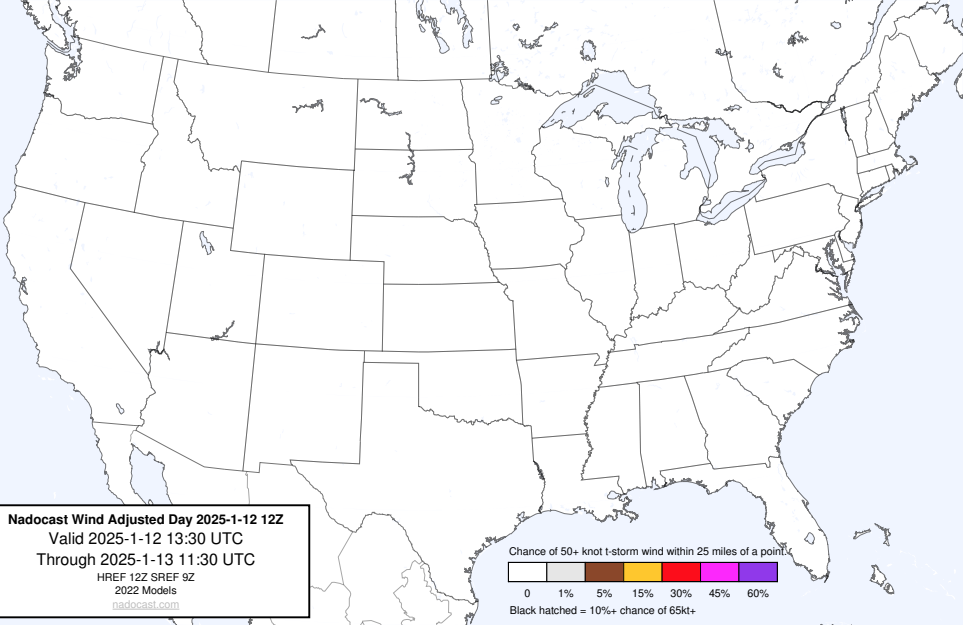 Nadocast Wind Adjusted Day 2025-1-12 12Z
Valid 2025-1-12 13:30 UTC
Through 2025-1-13 11:30 UTC
HREF 12Z SREF 9Z
2022 Models
nadocast.com
Chance of 50+ knot t-storm wind within 25 miles of a point.
0 1% 5% 15% 30% 45% 60%
Black hatched = 10%+ chance of 65kt+